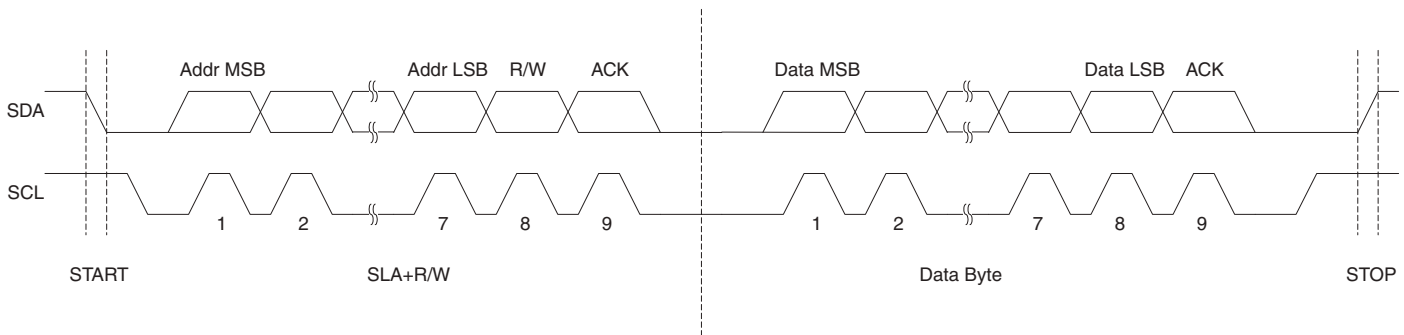 Addr MSB Addr LSB R/W ACK Data MSB Data LSB ACK
SDA
SCL
1 2 7 8 9 1 2 7 8 9
START SLA+R/W Data Byte STOP